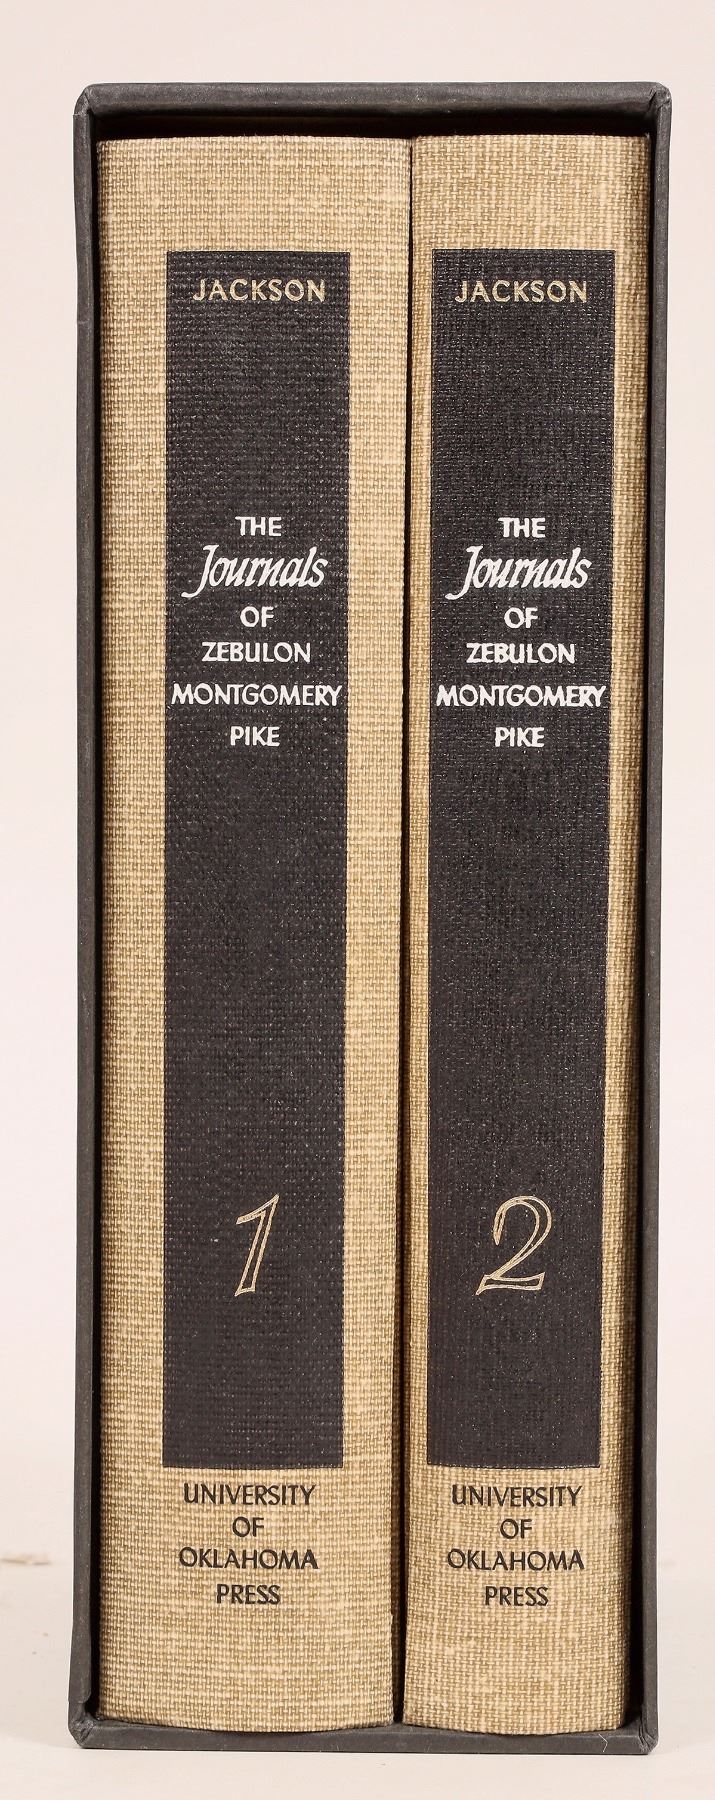 JACKSON
THE
Journals
OF
ZEBULON
MONTGOMERY
PIKE
1
UNIVERSITY
OF
OKLAHOMA
PRESS
JACKSON
THE
Journals
OF
ZEBULON
MONTGOMERY
PIKE
2
UNIVERSITY
OF
OKLAHOMA
PRESS